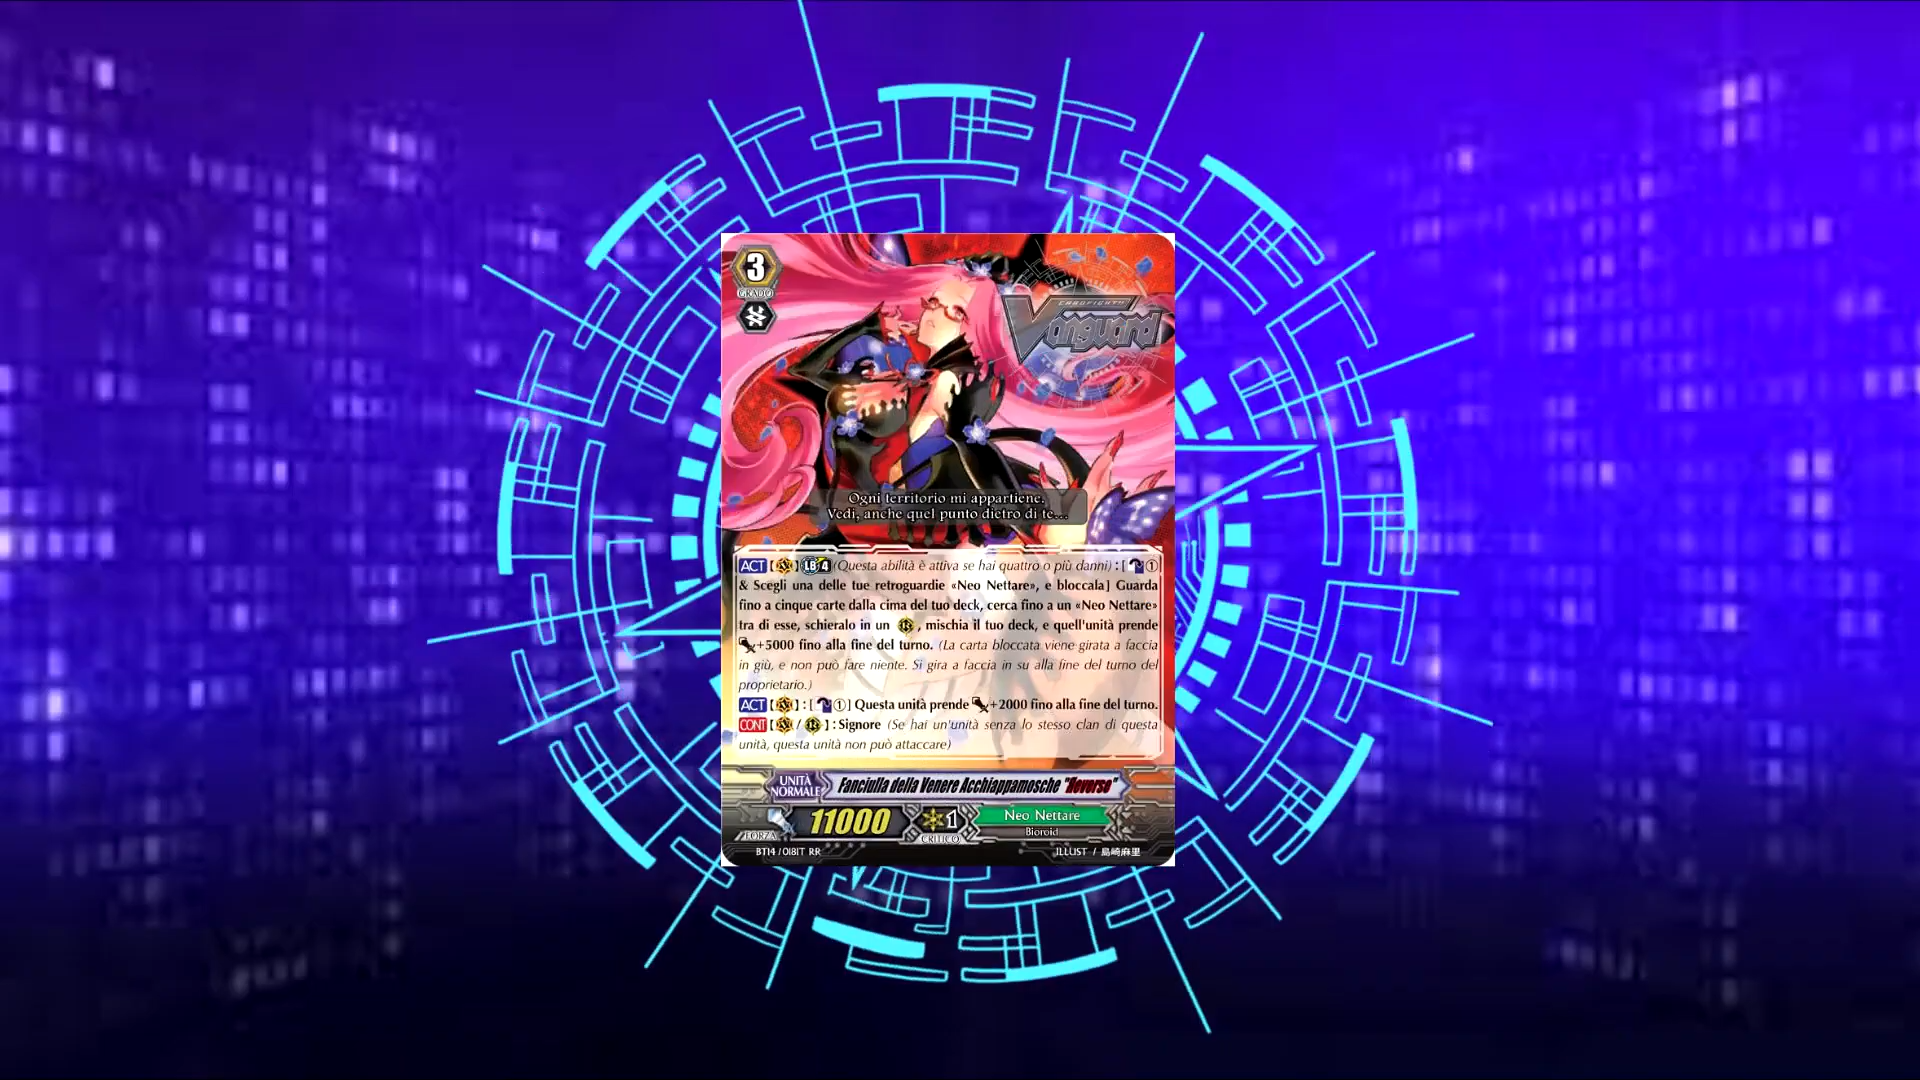 3
GRADO
CARDFIGHT!!
Vanguard
Ogni territorio mi appartiene.
Vedi, anche quel punto dietro di te...
ACT [ ] LB 4 (Questa abilità è attiva se hai quattro o più danni) : [ ①
& Scegli una delle tue retroguardie «Neo Nettare», e bloccala] Guarda
fino a cinque carte dalla cima del tuo deck, cerca fino a un «Neo Nettare»
tra di esse, schieralo in un R , mischia il tuo deck, e quell'unità prende
+5000 fino alla fine del turno. (La carta bloccata viene girata a faccia
in giù, e non può fare niente. Si gira a faccia in su alla fine del turno del
proprietario.)
ACT [ ] : [ ① ] Questa unità prende +2000 fino alla fine del turno.
CONT [ / R ] : Signore (Se hai un'unità senza lo stesso clan di questa
unità, questa unità non può attaccare)
UNITÀ NORMALE
Fanciulla della Venere Acchiappamosche "Reverse"
FORZA
11000
1
CRITICO
Neo Nettare
Bioroid
BT14/018IT RR
ILLUST / 島崎麻里